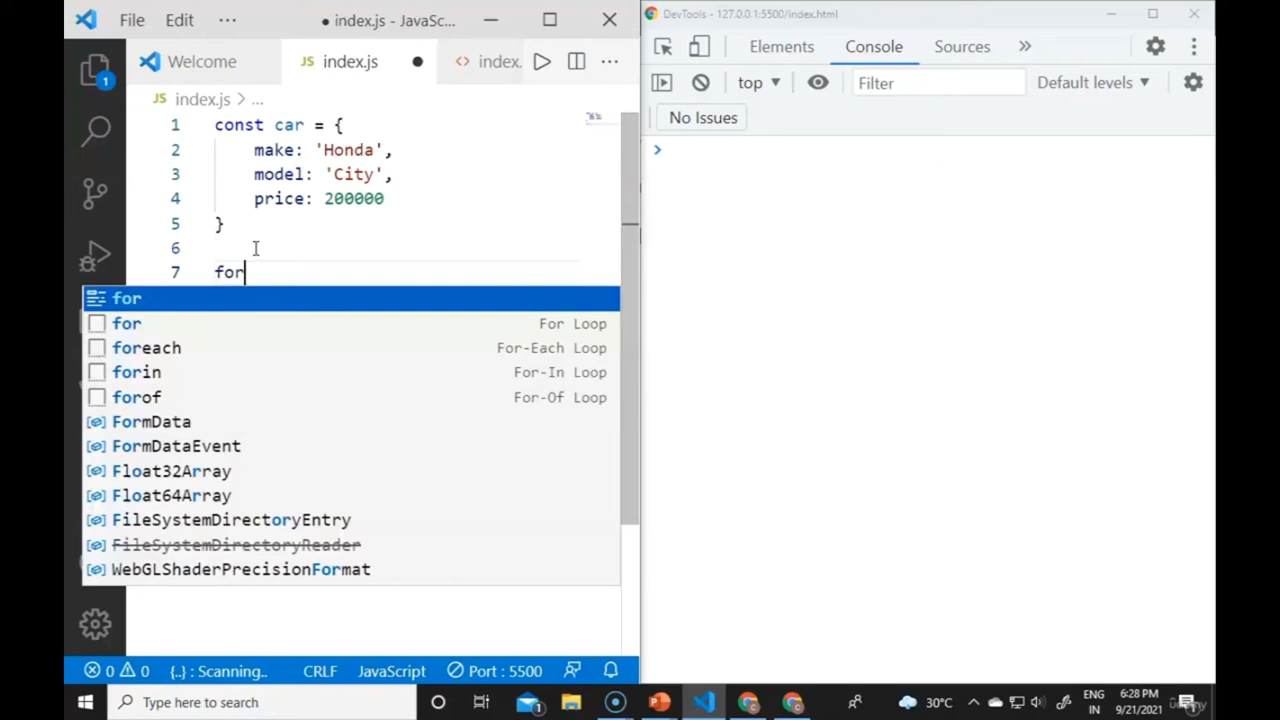 File Edit ··· ● index.js - JavaSc...
Welcome JS index.js ● <> index. ···
JS index.js > ...
1 const car = {
2 make: 'Honda',
3 model: 'City',
4 price: 200000
5 }
6
7 for
for
for For Loop
foreach For-Each Loop
forin For-In Loop
forof For-Of Loop
FormData
FormDataEvent
Float32Array
Float64Array
FileSystemDirectoryEntry
FileSystemDirectoryReader
WebGLShaderPrecisionFormat
1
0 0 {..} : Scanning.. CRLF JavaScript Port : 5500
DevTools - 127.0.0.1:5500/index.html
Elements Console Sources »
top ▼ Filter Default levels ▼
No Issues
>
Type here to search 1 30°C ENG 6:28 PM
IN 9/21/2021
Udemy